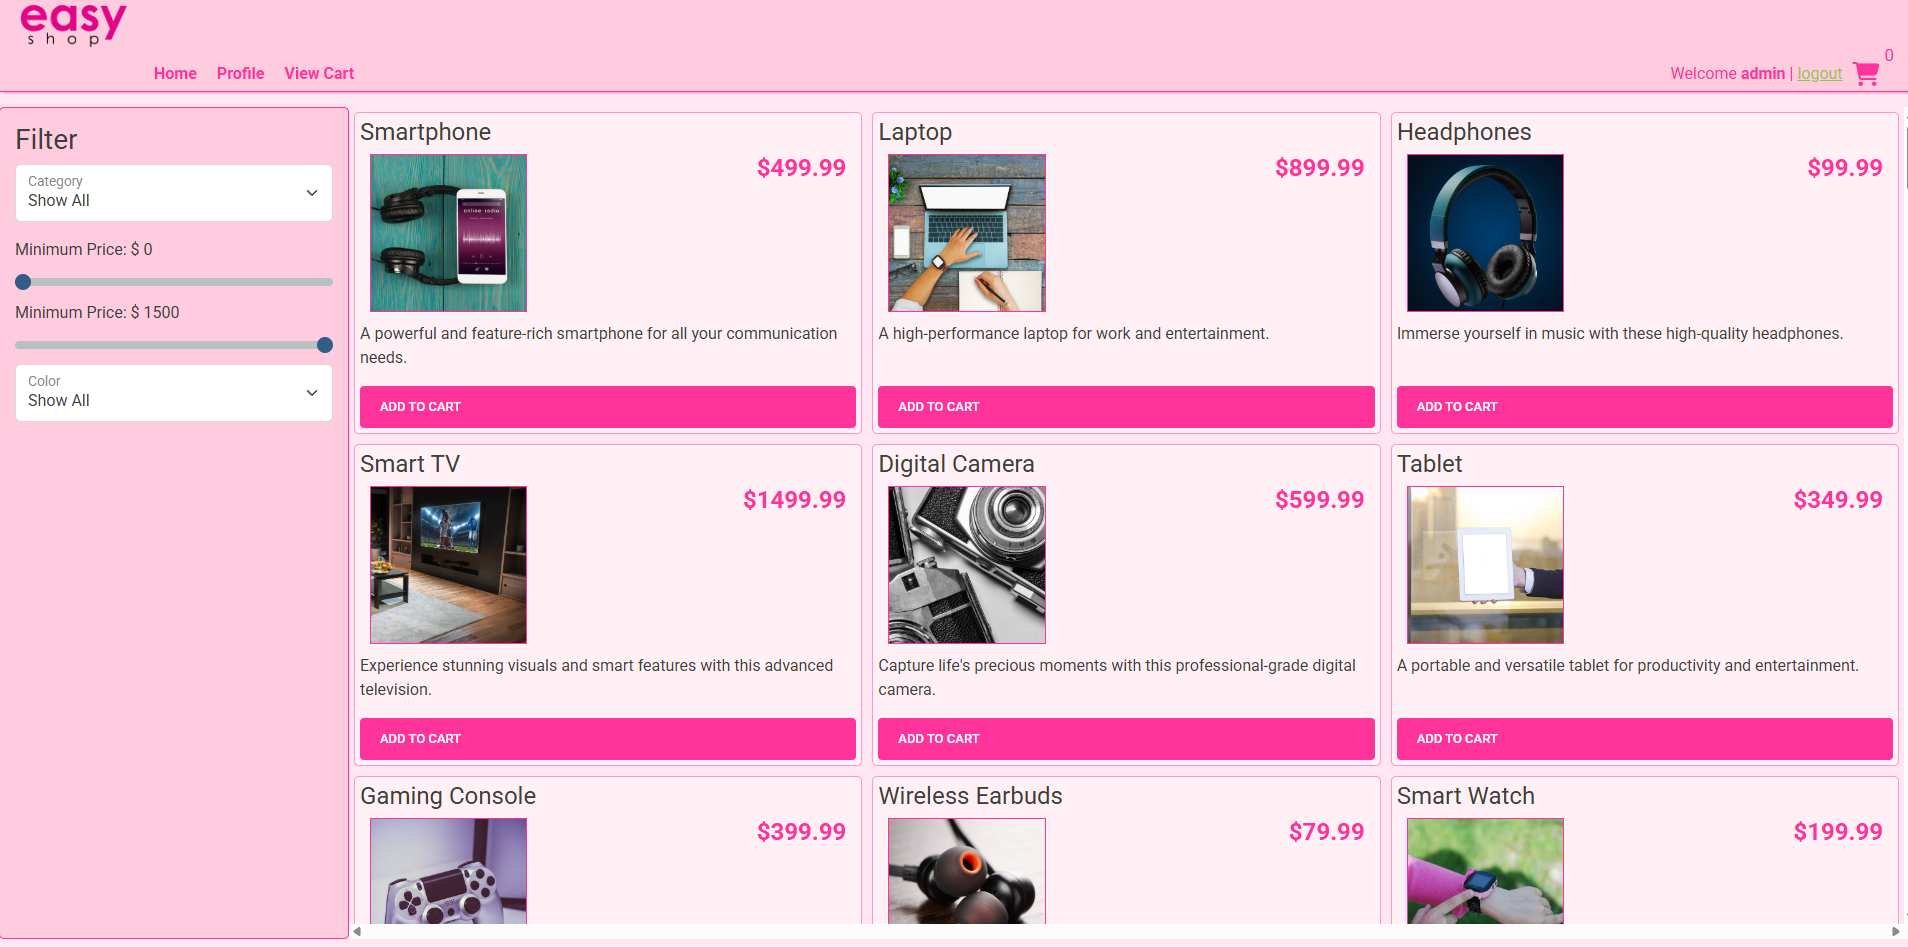 easy
shop
Home Profile View Cart
Welcome admin | logout
0
Filter
Category
Show All
Minimum Price: $ 0
Minimum Price: $ 1500
Color
Show All
Smartphone
$499.99
online radio
A powerful and feature-rich smartphone for all your communication
needs.
ADD TO CART
Laptop
$899.99
A high-performance laptop for work and entertainment.
ADD TO CART
Headphones
$99.99
Immerse yourself in music with these high-quality headphones.
ADD TO CART
Smart TV
$1499.99
Experience stunning visuals and smart features with this advanced
television.
ADD TO CART
Digital Camera
$599.99
Capture life's precious moments with this professional-grade digital
camera.
ADD TO CART
Tablet
$349.99
A portable and versatile tablet for productivity and entertainment.
ADD TO CART
Gaming Console
$399.99
Wireless Earbuds
$79.99
Smart Watch
$199.99